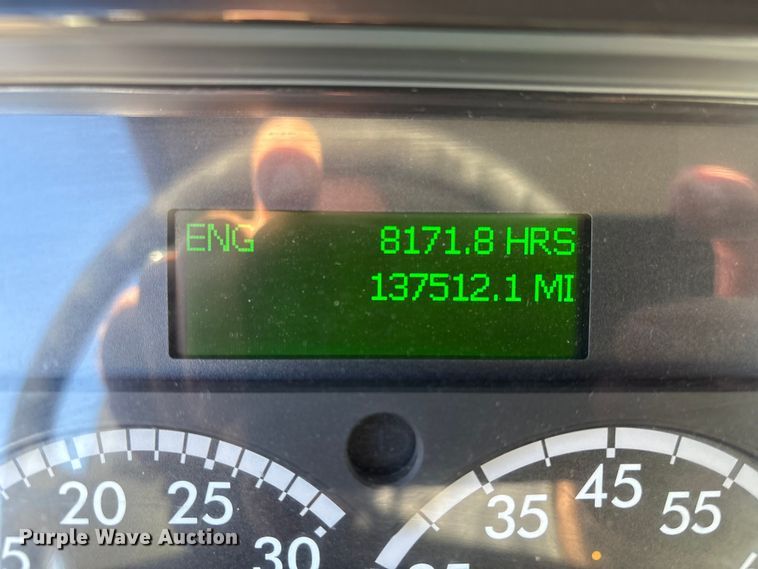 ENG 8171.8 HRS
137512.1 MI
20 25 30
35 45 55
Purple Wave Auction